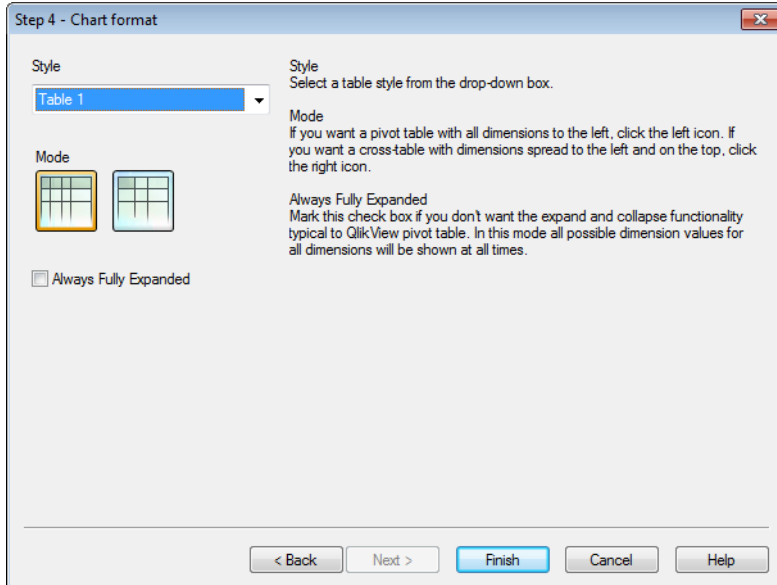 Step 4 - Chart format
Style
Table 1
Mode
Always Fully Expanded
Style
Select a table style from the drop-down box.
Mode
If you want a pivot table with all dimensions to the left, click the left icon. If
you want a cross-table with dimensions spread to the left and on the top, click
the right icon.
Always Fully Expanded
Mark this check box if you don't want the expand and collapse functionality
typical to QlikView pivot table. In this mode all possible dimension values for
all dimensions will be shown at all times.
< Back
Next >
Finish
Cancel
Help